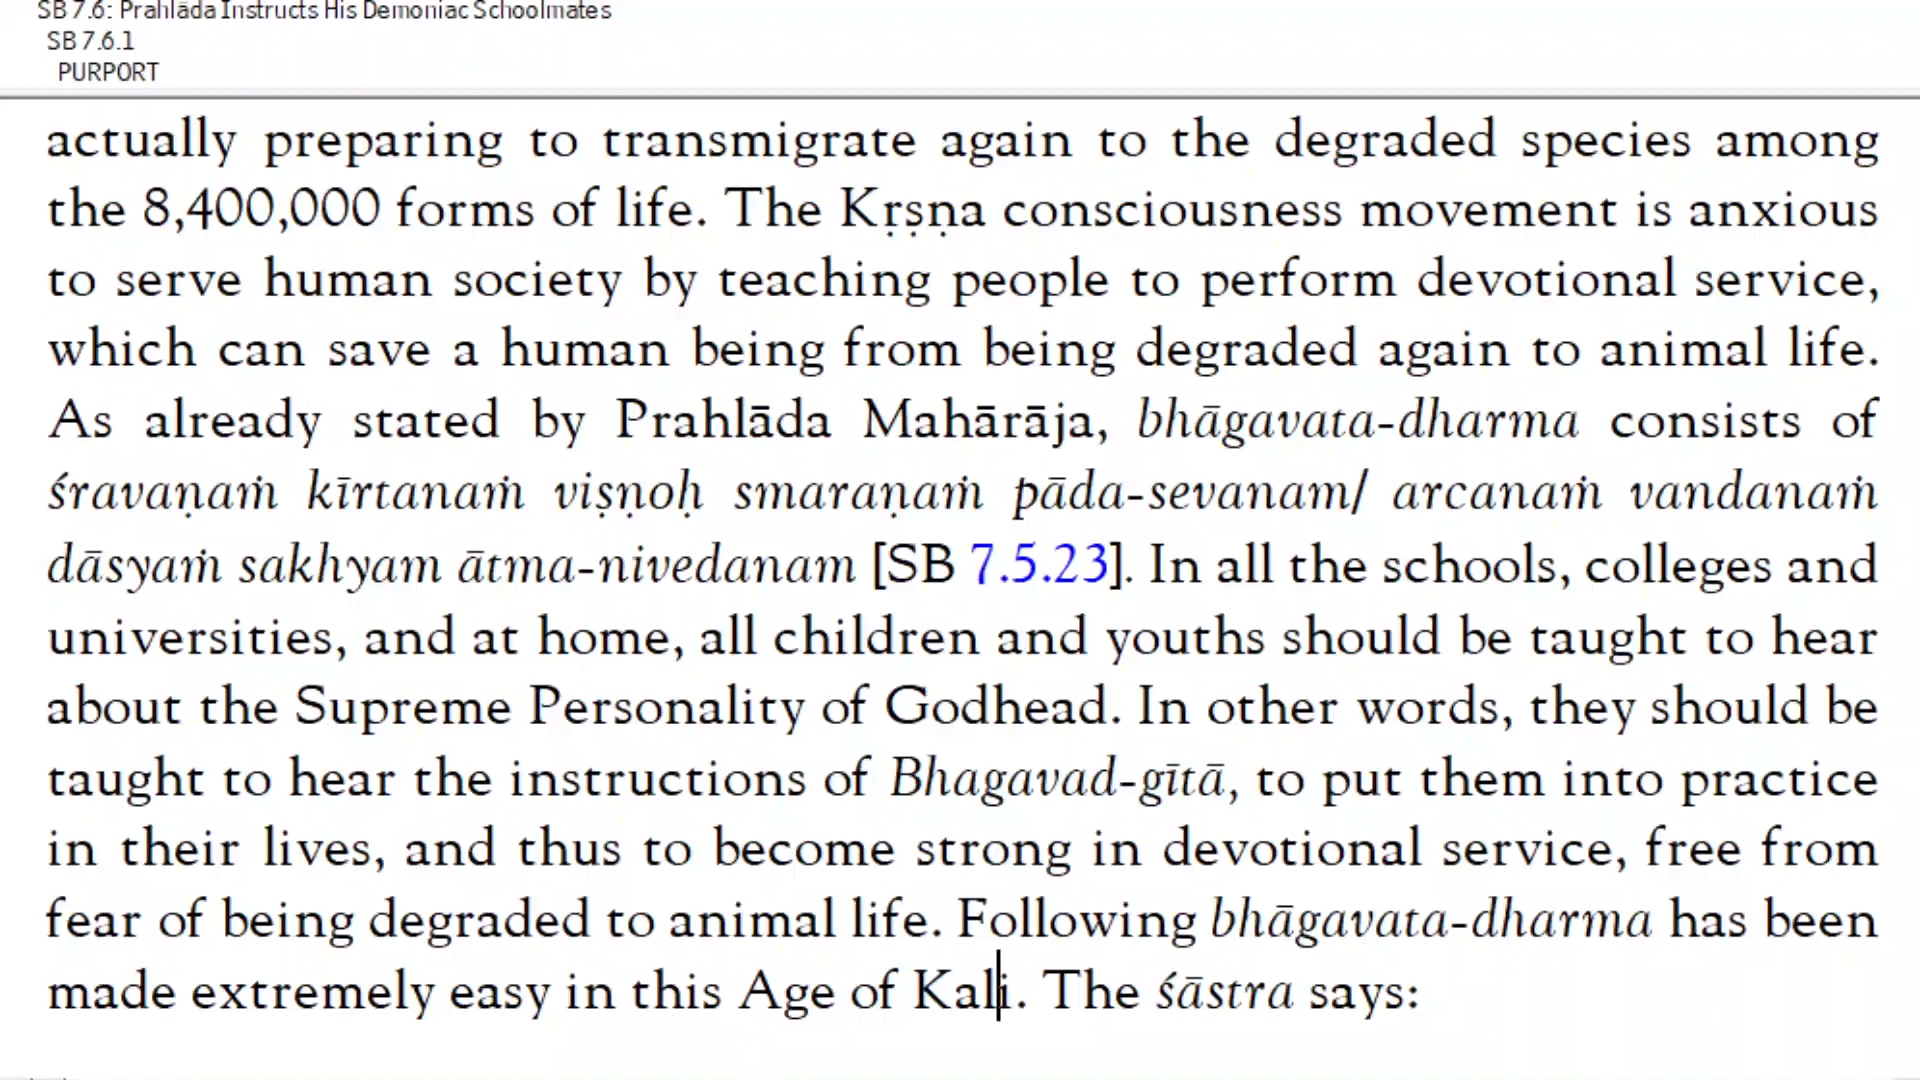 SB 7.6: Prahlāda Instructs His Demoniac Schoolmates
SB 7.6.1
PURPORT
actually preparing to transmigrate again to the degraded species among
the 8,400,000 forms of life. The Kṛṣṇa consciousness movement is anxious
to serve human society by teaching people to perform devotional service,
which can save a human being from being degraded again to animal life.
As already stated by Prahlāda Mahārāja, bhāgavata-dharma consists of
śravaṇaṁ kīrtanaṁ viṣṇoḥ smaraṇaṁ pāda-sevanam/ arcanaṁ vandanaṁ
dāsyaṁ sakhyam ātma-nivedanam [SB 7.5.23]. In all the schools, colleges and
universities, and at home, all children and youths should be taught to hear
about the Supreme Personality of Godhead. In other words, they should be
taught to hear the instructions of Bhagavad-gītā, to put them into practice
in their lives, and thus to become strong in devotional service, free from
fear of being degraded to animal life. Following bhāgavata-dharma has been
made extremely easy in this Age of Kali. The śāstra says: